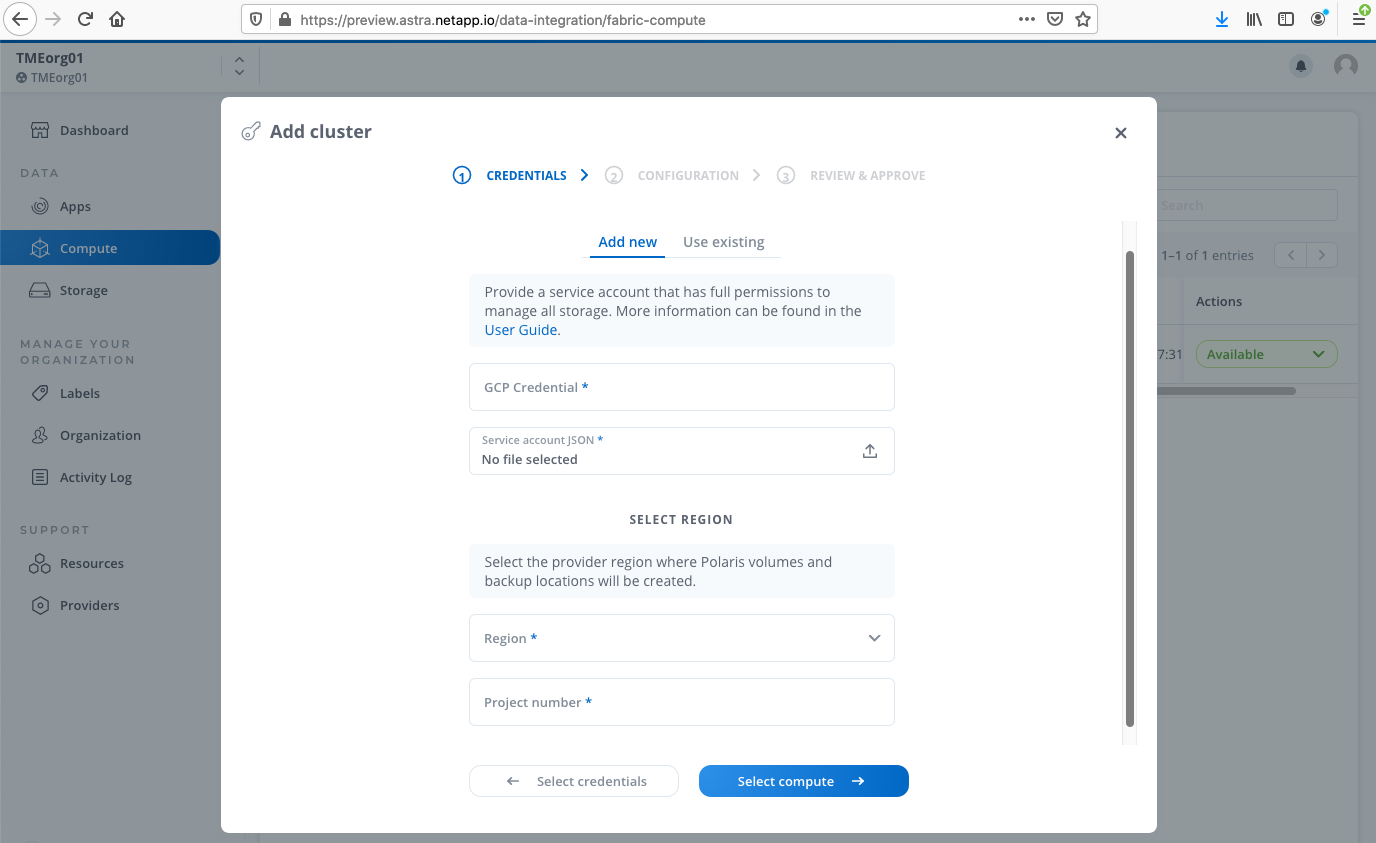 https://preview.astra.netapp.io/data-integration/fabric-compute
TMEorg01
TMEorg01
Dashboard
DATA
Apps
Compute
Storage
MANAGE YOUR
ORGANIZATION
Labels
Organization
Activity Log
SUPPORT
Resources
Providers
Add cluster
1 CREDENTIALS 2 CONFIGURATION 3 REVIEW & APPROVE
Add new Use existing
Provide a service account that has full permissions to
manage all storage. More information can be found in the
User Guide.
GCP Credential *
Service account JSON *
No file selected
SELECT REGION
Select the provider region where Polaris volumes and
backup locations will be created.
Region *
Project number *
Select credentials
Select compute
Search
1–1 of 1 entries
Actions
7:31
Available